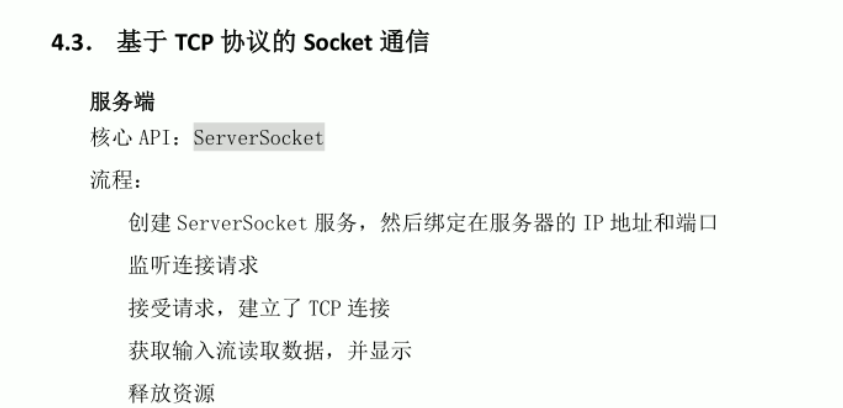 4.3. 基于 TCP 协议的 Socket 通信
服务端
核心 API：ServerSocket
流程：
创建 ServerSocket 服务，然后绑定在服务器的 IP 地址和端口
监听连接请求
接受请求，建立了 TCP 连接
获取输入流读取数据，并显示
释放资源